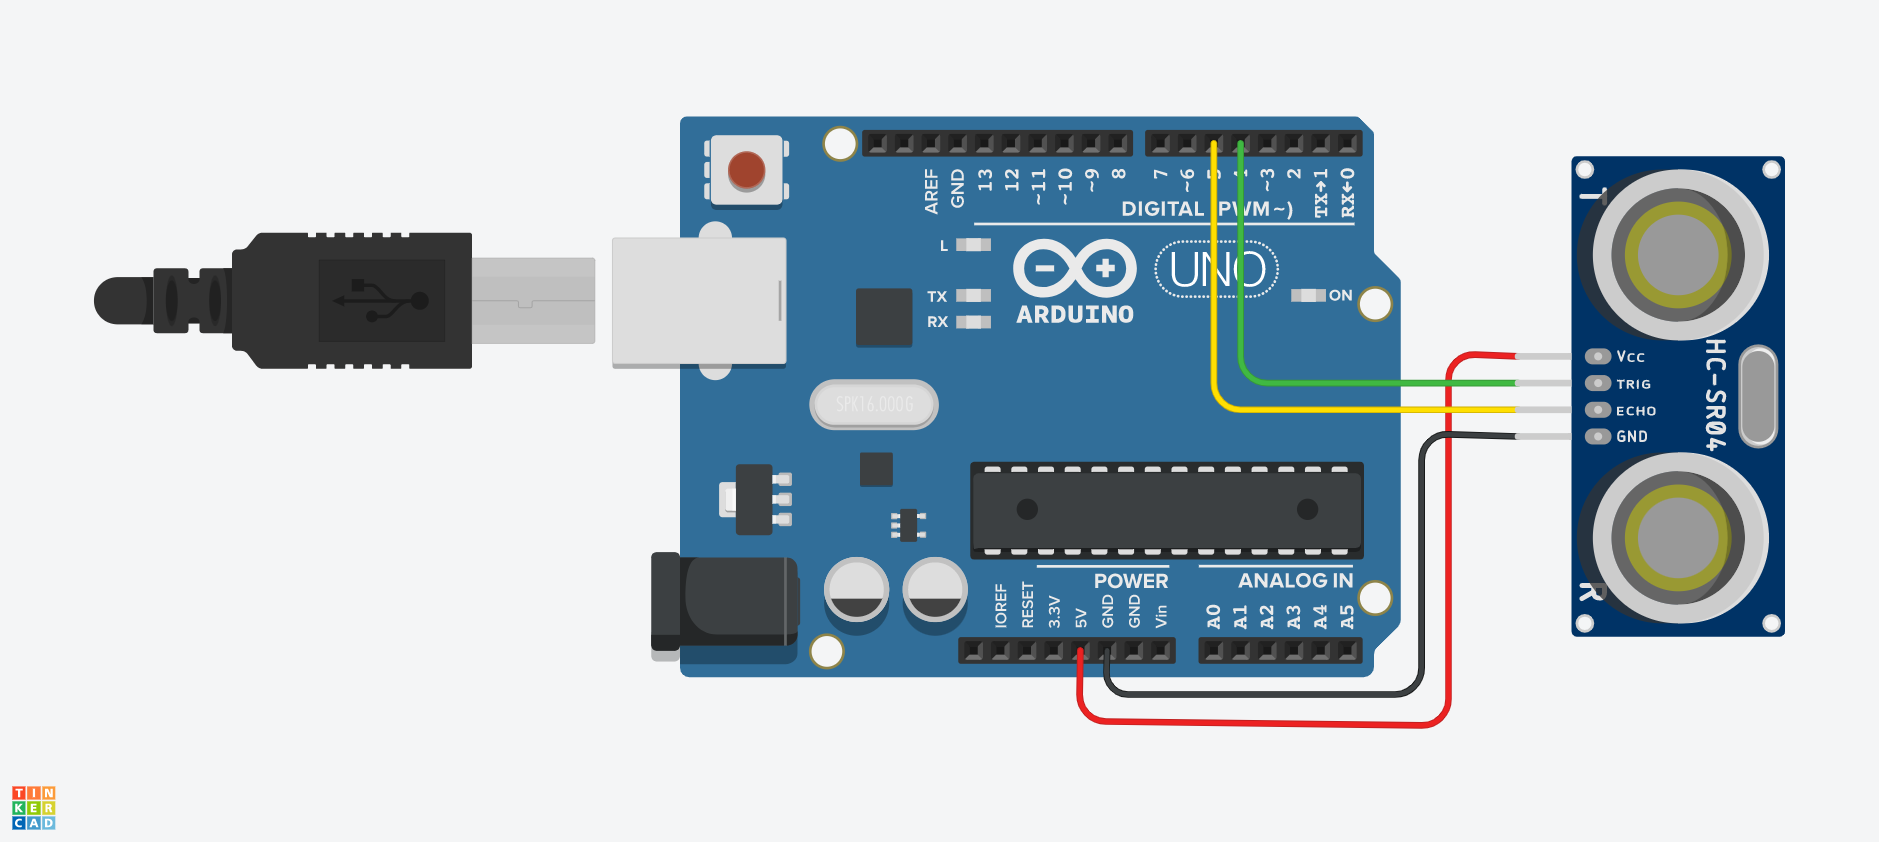 AREF
GND
13
12
~11
~10
~9
8
7
~6
5
~3
2
TX→1
RX←0
DIGITAL (PWM~)
L
TX
RX
UNO
ON
ARDUINO
SPK16.000G
T
Vcc
TRIG
ECHO
GND
HC-SR04
R
POWER
ANALOG IN
IOREF
RESET
3.3V
5V
GND
GND
Vin
A0
A1
A2
A3
A4
A5
TIN
KER
CAD